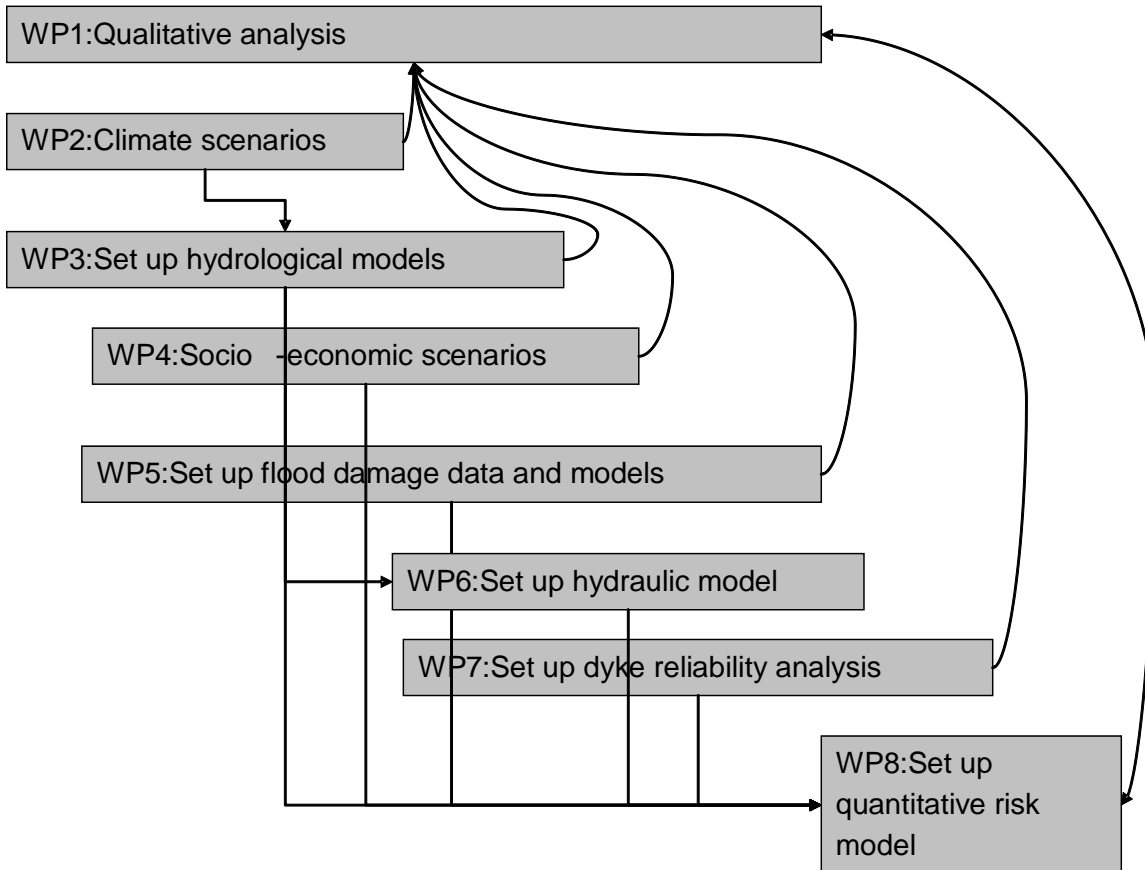 WP1:Qualitative analysis
WP2:Climate scenarios
WP3:Set up hydrological models
WP4:Socio -economic scenarios
WP5:Set up flood damage data and models
WP6:Set up hydraulic model
WP7:Set up dyke reliability analysis
WP8:Set up
quantitative risk
model